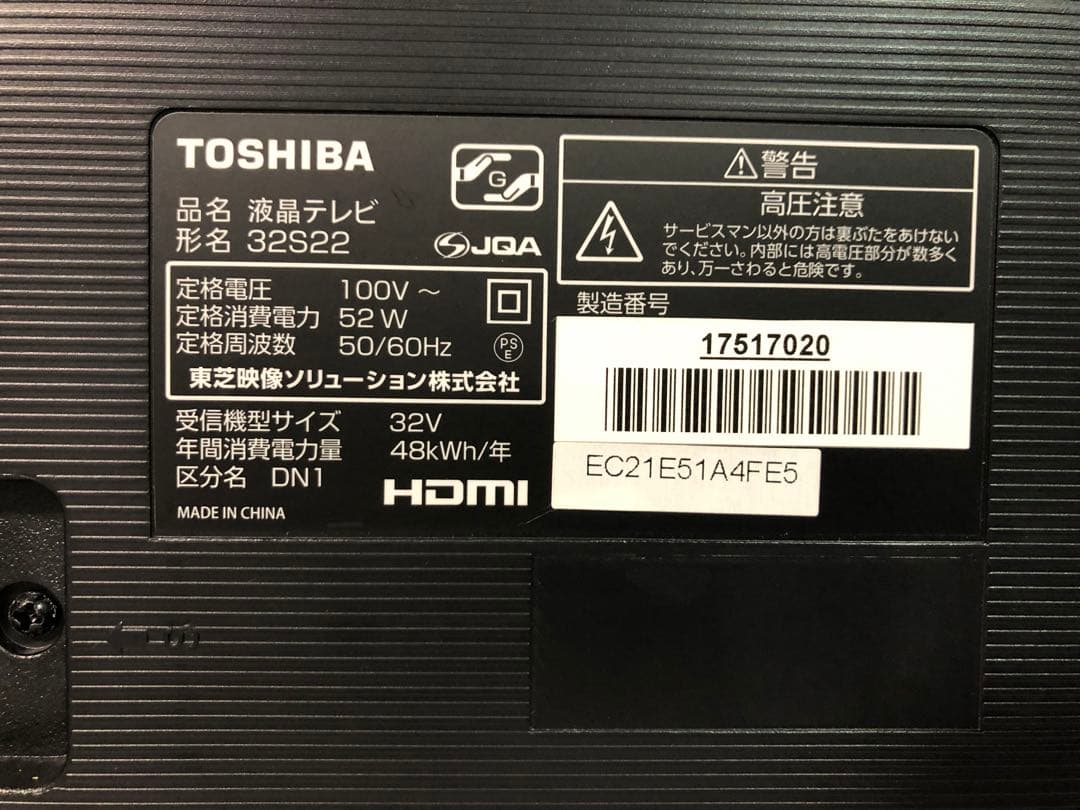 TOSHIBA
品名 液晶テレビ
形名 32S22
G
JQA
定格電圧 100V ～
定格消費電力 52W
定格周波数 50/60Hz
PS
E
東芝映像ソリューション株式会社
受信機型サイズ 32V
年間消費電力量 48kWh/年
区分名 DN1
HDMI
MADE IN CHINA
警告
高圧注意
サービスマン以外の方は裏ぶたをあけない
でください。内部には高電圧部分が数多く
あり、万一さわると危険です。
製造番号
17517020
EC21E51A4FE5